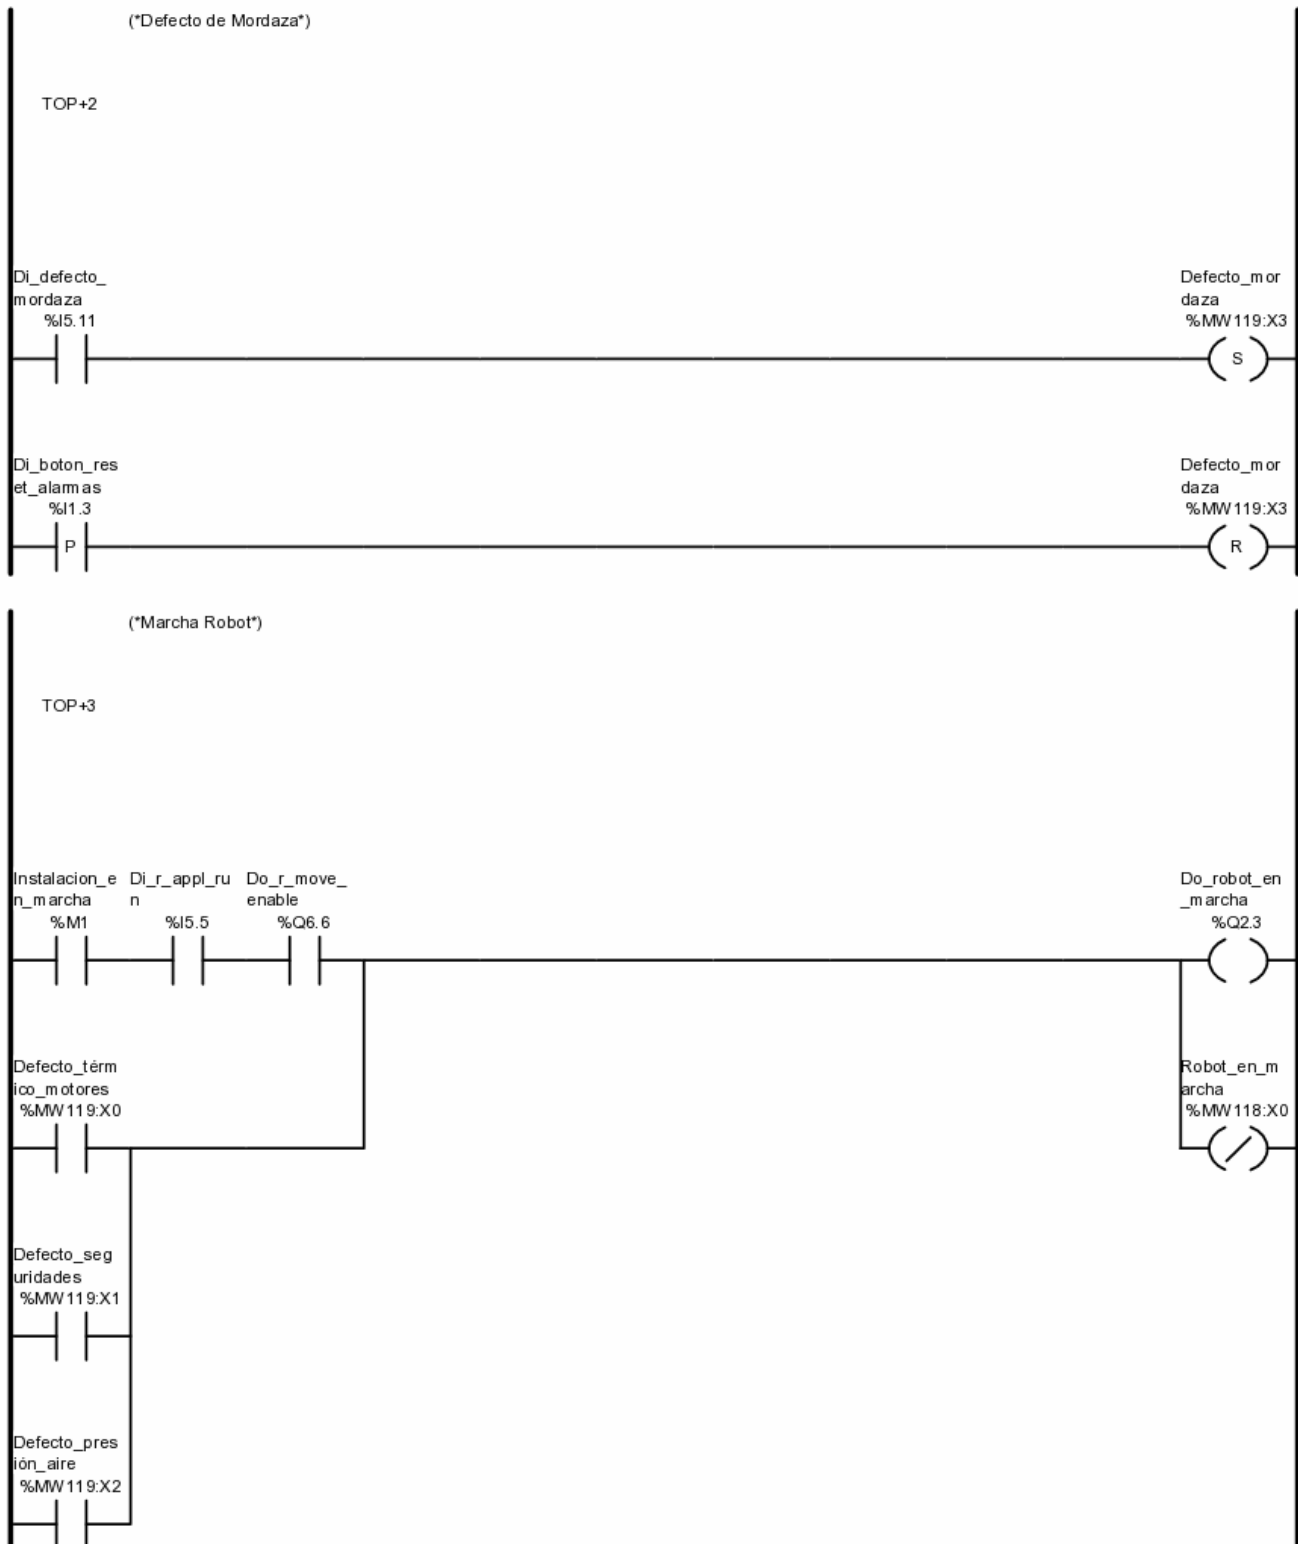 (*Defecto de Mordaza*)
TOP+2
Di_defecto_
mordaza
%I5.11
Defecto_mor
daza
%MW119:X3
S
Di_boton_res
et_alarmas
%I1.3
P
Defecto_mor
daza
%MW119:X3
R
(*Marcha Robot*)
TOP+3
Instalacion_e
n_marcha
%M1
Di_r_appl_ru
n
%I5.5
Do_r_move_
enable
%Q6.6
Do_robot_en
_marcha
%Q2.3
Defecto_térm
ico_motores
%MW119:X0
Robot_en_m
archa
%MW118:X0
Defecto_seg
uridades
%MW119:X1
Defecto_pres
ión_aire
%MW119:X2